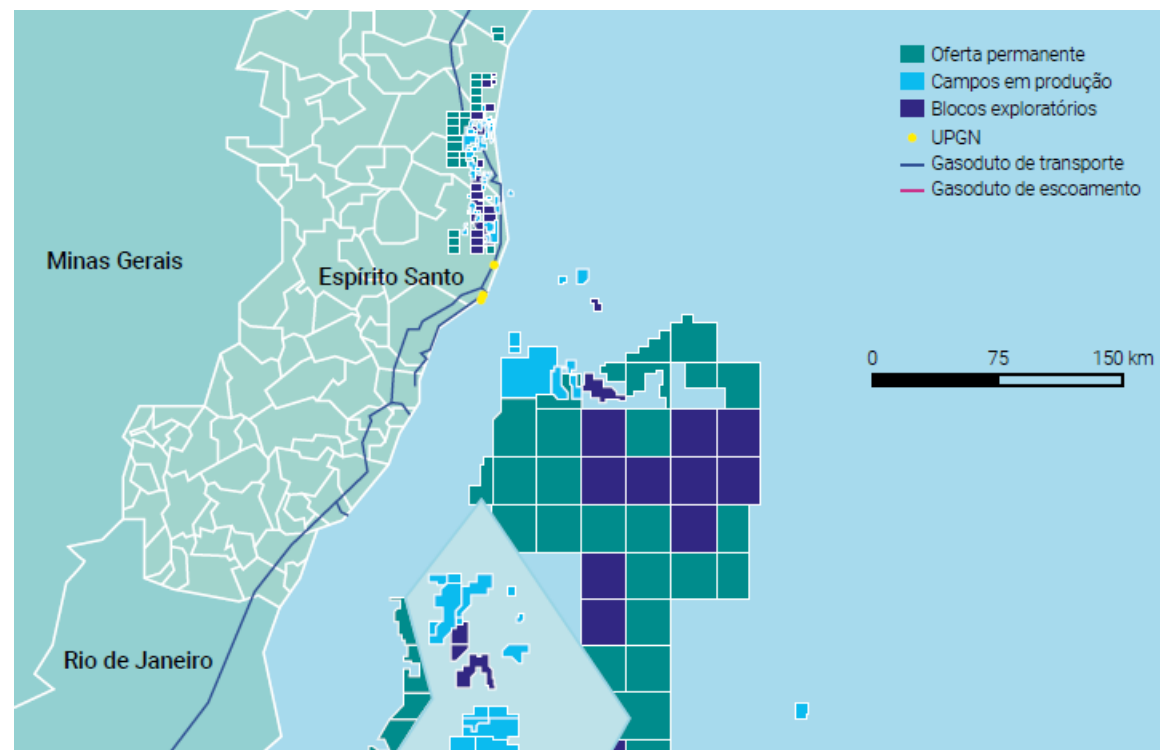 Oferta permanente
Campos em produção
Blocos exploratórios
UPGN
Gasoduto de transporte
Gasoduto de escoamento
Minas Gerais
Espírito Santo
0 75 150 km
Rio de Janeiro